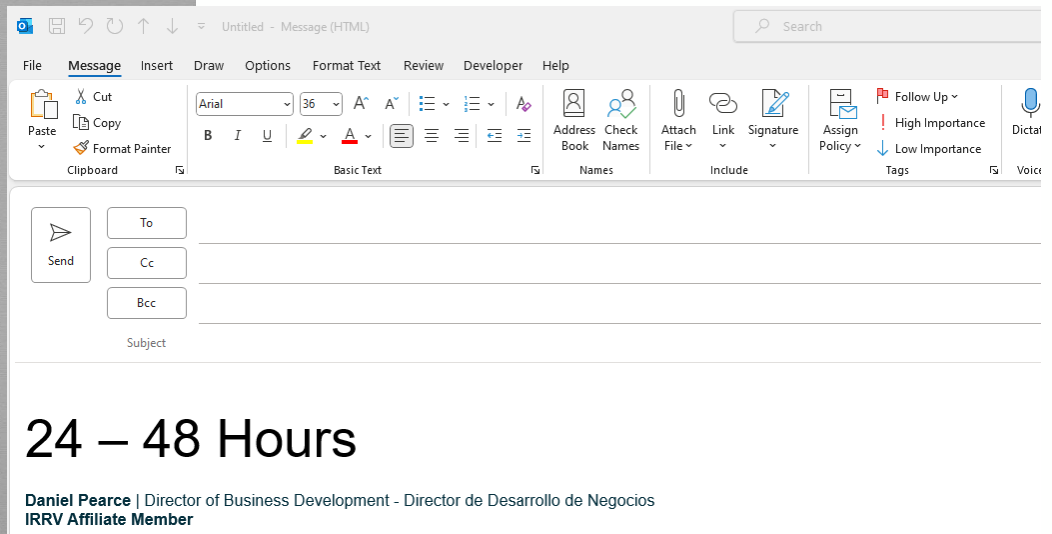 Untitled - Message (HTML)
Search
File Message Insert Draw Options Format Text Review Developer Help
Paste
Cut
Copy
Format Painter
Clipboard
Arial 36
B I U
Basic Text
Address Book
Check Names
Names
Attach File
Link
Signature
Include
Assign Policy
Follow Up
High Importance
Low Importance
Tags
Dictat
Voice
Send
To
Cc
Bcc
Subject
24 – 48 Hours
Daniel Pearce | Director of Business Development - Director de Desarrollo de Negocios
IRRV Affiliate Member